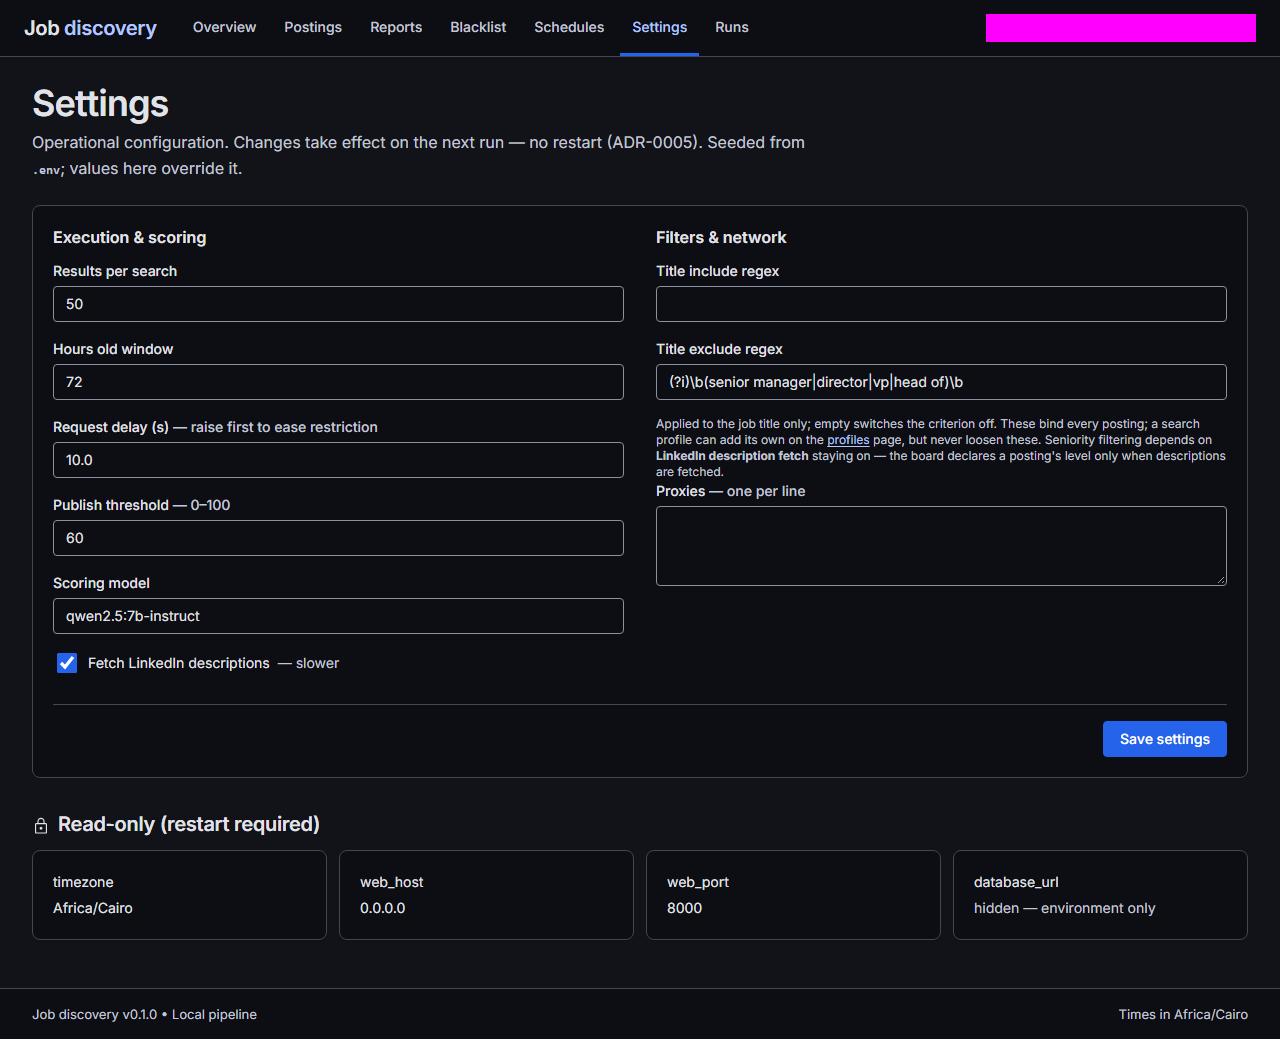 Job discovery
Overview
Postings
Reports
Blacklist
Schedules
Settings
Runs
Settings
Operational configuration. Changes take effect on the next run — no restart (ADR-0005). Seeded from
.env; values here override it.
Execution & scoring
Results per search
50
Hours old window
72
Request delay (s) — raise first to ease restriction
10.0
Publish threshold — 0–100
60
Scoring model
qwen2.5:7b-instruct
Fetch LinkedIn descriptions — slower
Filters & network
Title include regex
Title exclude regex
(?i)\b(senior manager|director|vp|head of)\b
Applied to the job title only; empty switches the criterion off. These bind every posting; a search
profile can add its own on the profiles page, but never loosen these. Seniority filtering depends on
LinkedIn description fetch staying on — the board declares a posting's level only when descriptions
are fetched.
Proxies — one per line
Save settings
Read-only (restart required)
timezone
Africa/Cairo
web_host
0.0.0.0
web_port
8000
database_url
hidden — environment only
Job discovery v0.1.0 • Local pipeline
Times in Africa/Cairo